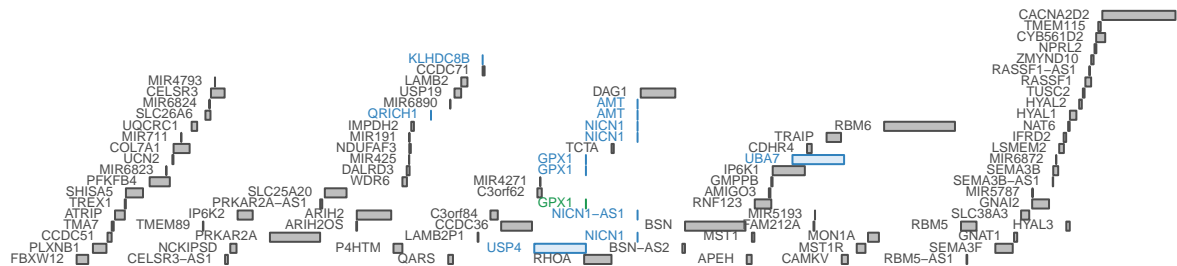 CACNA2D2
TMEM115
CYB561D2
NPRL2
KLHDC8B ZMYND10
CCDC71 RASSF1−AS1
MIR4793 LAMB2 RASSF1
CELSR3 USP19 DAG1 TUSC2
MIR6824 MIR6890 AMT HYAL2
SLC26A6 QRICH1 AMT HYAL1
UQCRC1 IMPDH2 NICN1 RBM6 NAT6
MIR711 MIR191 NICN1 TRAIP IFRD2
COL7A1 NDUFAF3 TCTA CDHR4 LSMEM2
UCN2 MIR425 GPX1 UBA7 MIR6872
MIR6823 DALRD3 GPX1 IP6K1 SEMA3B
PFKFB4 WDR6 MIR4271 GMPPB SEMA3B−AS1
SHISA5 SLC25A20 C3orf62 AMIGO3 MIR5787
TREX1 PRKAR2A−AS1 GPX1 RNF123 GNAI2
ATRIP IP6K2 ARIH2 C3orf84 NICN1−AS1 MIR5193 SLC38A3
TMA7 TMEM89 ARIH2OS CCDC36 BSN FAM212A RBM5 HYAL3
CCDC51 PRKAR2A LAMB2P1 NICN1 MST1 MON1A GNAT1
PLXNB1 NCKIPSD P4HTM USP4 BSN−AS2 MST1R SEMA3F
FBXW12 CELSR3−AS1 QARS RHOA APEH CAMKV RBM5−AS1